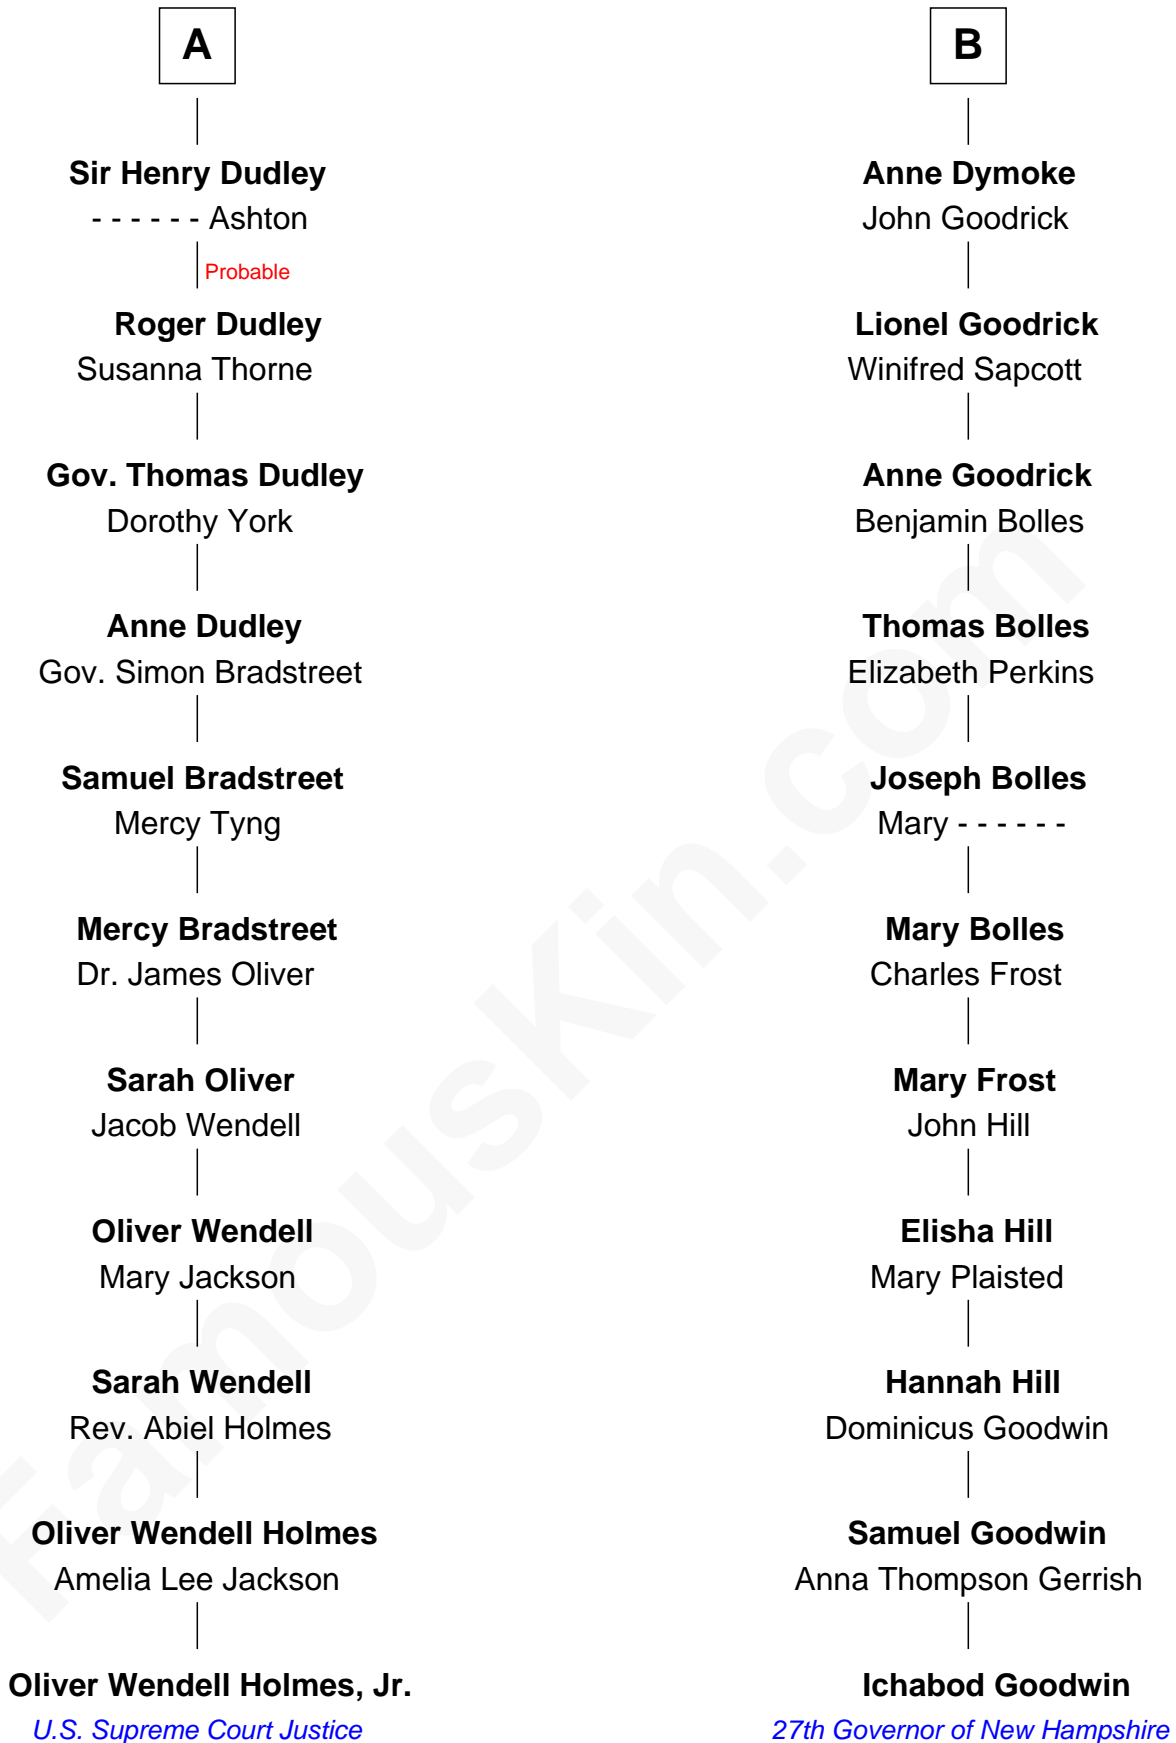 A
Sir Henry Dudley
- - - - - - Ashton
Probable
Roger Dudley
Susanna Thorne
Gov. Thomas Dudley
Dorothy York
Anne Dudley
Gov. Simon Bradstreet
Samuel Bradstreet
Mercy Tyng
Mercy Bradstreet
Dr. James Oliver
Sarah Oliver
Jacob Wendell
Oliver Wendell
Mary Jackson
Sarah Wendell
Rev. Abiel Holmes
Oliver Wendell Holmes
Amelia Lee Jackson
Oliver Wendell Holmes, Jr.
U.S. Supreme Court Justice
B
Anne Dymoke
John Goodrick
Lionel Goodrick
Winifred Sapcott
Anne Goodrick
Benjamin Bolles
Thomas Bolles
Elizabeth Perkins
Joseph Bolles
Mary - - - - - -
Mary Bolles
Charles Frost
Mary Frost
John Hill
Elisha Hill
Mary Plaisted
Hannah Hill
Dominicus Goodwin
Samuel Goodwin
Anna Thompson Gerrish
Ichabod Goodwin
27th Governor of New Hampshire
FamousKin.com